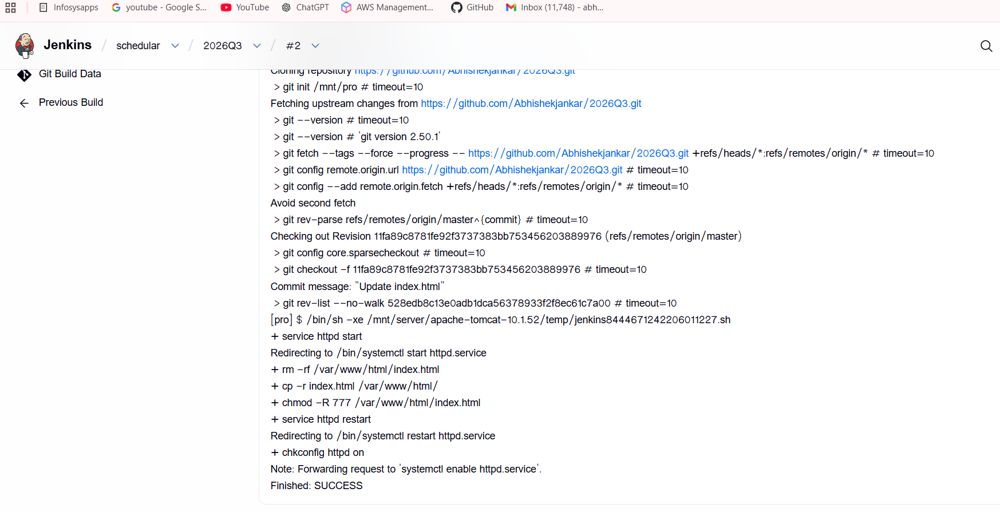 Infosysapps youtube - Google S... YouTube ChatGPT AWS Management... GitHub Inbox (11,748) - abh...
Jenkins / schedular / 2026Q3 / #2
Git Build Data
Previous Build
Cloning repository https://github.com/Abhishekjankar/2026Q3.git
> git init /mnt/pro # timeout=10
Fetching upstream changes from https://github.com/Abhishekjankar/2026Q3.git
> git --version # timeout=10
> git --version # 'git version 2.50.1'
> git fetch --tags --force --progress -- https://github.com/Abhishekjankar/2026Q3.git +refs/heads/*:refs/remotes/origin/* # timeout=10
> git config remote.origin.url https://github.com/Abhishekjankar/2026Q3.git # timeout=10
> git config --add remote.origin.fetch +refs/heads/*:refs/remotes/origin/* # timeout=10
Avoid second fetch
> git rev-parse refs/remotes/origin/master^{commit} # timeout=10
Checking out Revision 11fa89c8781fe92f3737383bb753456203889976 (refs/remotes/origin/master)
> git config core.sparsecheckout # timeout=10
> git checkout -f 11fa89c8781fe92f3737383bb753456203889976 # timeout=10
Commit message: "Update index.html"
> git rev-list --no-walk 528edb8c13e0adb1dca56378933f2f8ec61c7a00 # timeout=10
[pro] $ /bin/sh -xe /mnt/server/apache-tomcat-10.1.52/temp/jenkins8444671242206011227.sh
+ service httpd start
Redirecting to /bin/systemctl start httpd.service
+ rm -rf /var/www/html/index.html
+ cp -r index.html /var/www/html/
+ chmod -R 777 /var/www/html/index.html
+ service httpd restart
Redirecting to /bin/systemctl restart httpd.service
+ chkconfig httpd on
Note: Forwarding request to 'systemctl enable httpd.service'.
Finished: SUCCESS